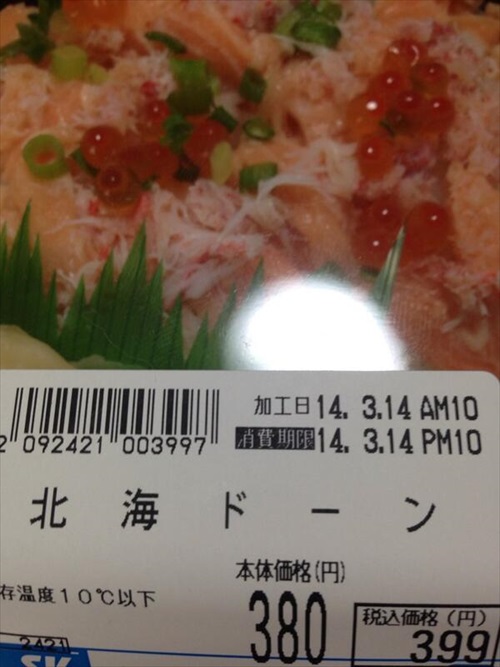 加工日 14. 3.14 AM10
消費期限 14. 3.14 PM10
2 092421 003997
北海ドーン
本体価格(円)
存温度10℃以下
380
税込価格(円)
399
2421
SK